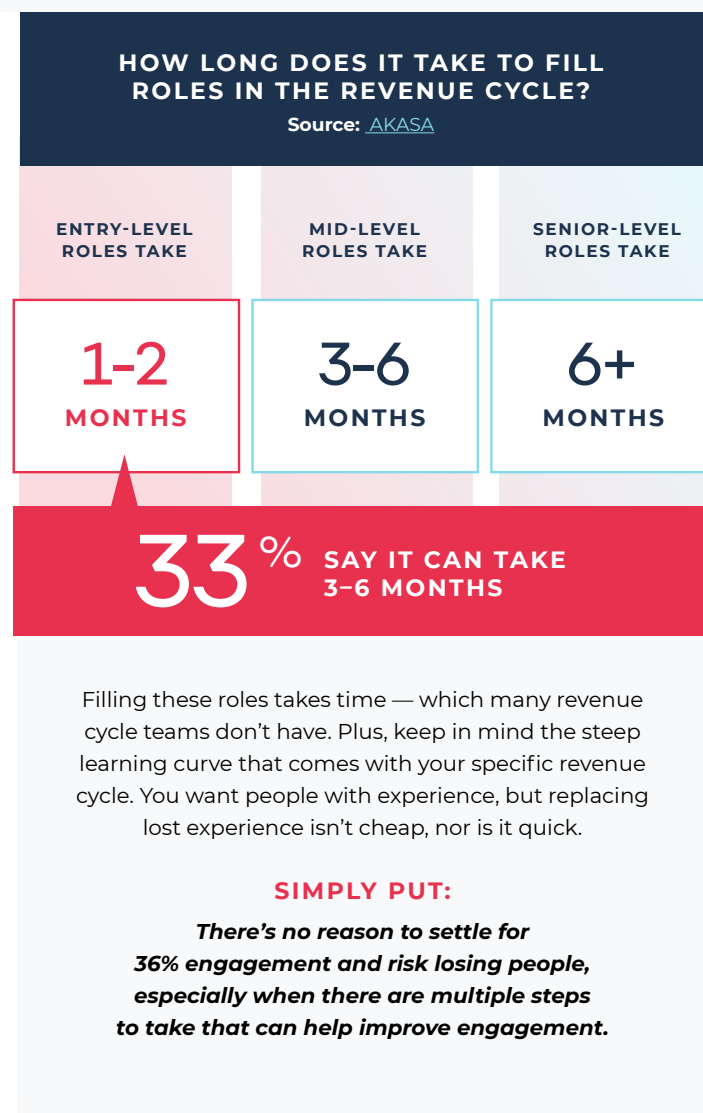 HOW LONG DOES IT TAKE TO FILL
ROLES IN THE REVENUE CYCLE?
Source: AKASA
ENTRY-LEVEL
ROLES TAKE
1–2
MONTHS
MID-LEVEL
ROLES TAKE
3–6
MONTHS
SENIOR-LEVEL
ROLES TAKE
6+
MONTHS
33% SAY IT CAN TAKE
3–6 MONTHS
Filling these roles takes time — which many revenue
cycle teams don’t have. Plus, keep in mind the steep
learning curve that comes with your specific revenue
cycle. You want people with experience, but replacing
lost experience isn’t cheap, nor is it quick.
SIMPLY PUT:
There’s no reason to settle for
36% engagement and risk losing people,
especially when there are multiple steps
to take that can help improve engagement.